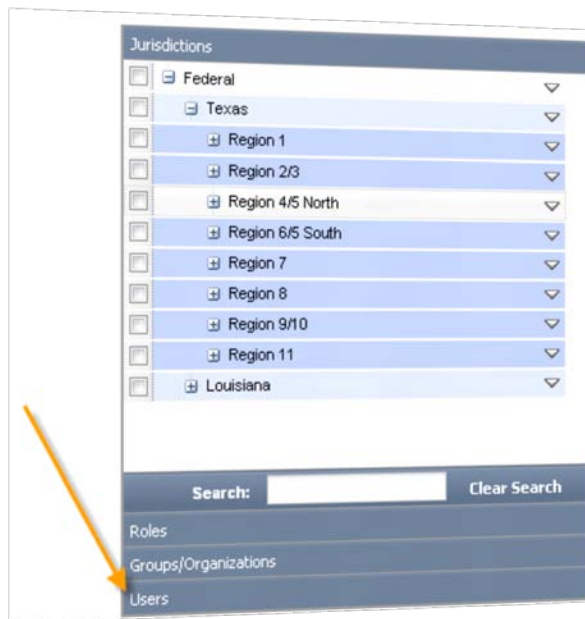 Jurisdictions
Federal
Texas
Region 1
Region 2/3
Region 4/5 North
Region 6/5 South
Region 7
Region 8
Region 9/10
Region 11
Louisiana
Search: Clear Search
Roles
Groups/Organizations
Users